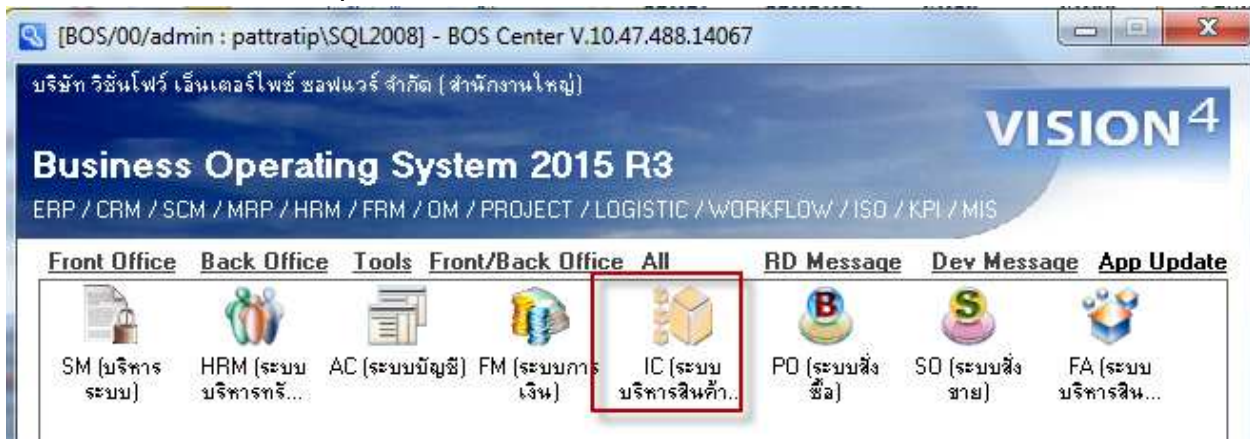 [BOS/00/admin : pattratip\SQL2008] - BOS Center V.10.47.488.14067
บริษัท วิชั่นโฟว์ เอ็นเตอร์ไพซ์ ซอฟแวร์ จำกัด (สำนักงานใหญ่)
VISION4
Business Operating System 2015 R3
ERP / CRM / SCM / MRP / HRM / FRM / OM / PROJECT / LOGISTIC / WORKFLOW / ISO / KPI / MIS
Front Office Back Office Tools Front/Back Office All RD Message Dev Message App Update
B S
SM (บริหาร HRM (ระบบ AC (ระบบบัญชี) FM (ระบบการ IC (ระบบ PO (ระบบสั่ง SO (ระบบสั่ง FA (ระบบ
ระบบ) บริหารทรั... เงิน) บริหารสินค้า... ซื้อ) ขาย) บริหารสิน...